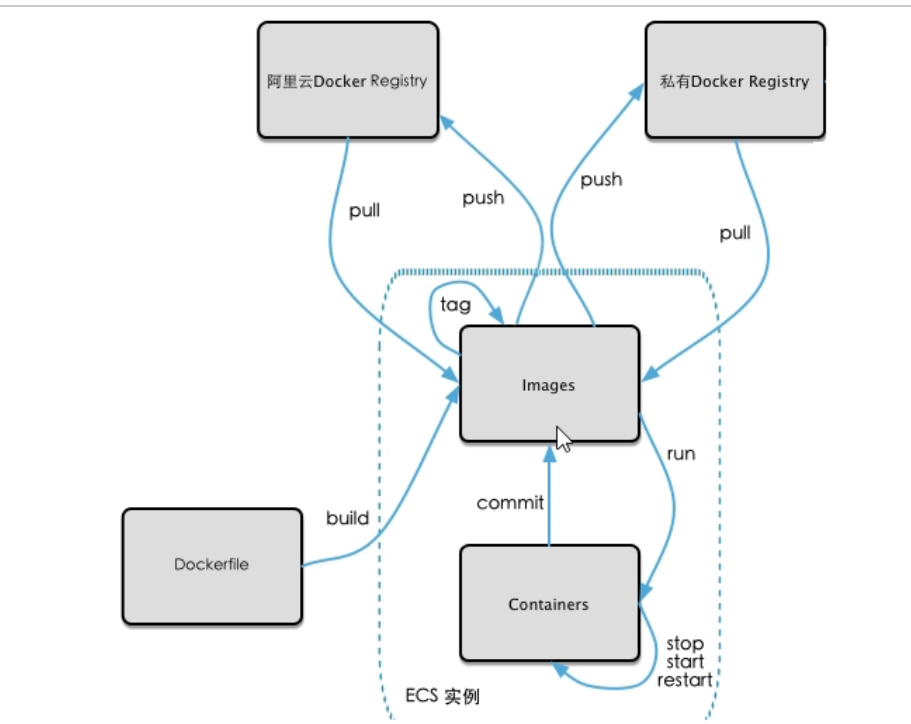 阿里云Docker Registry
私有Docker Registry
pull
push
push
pull
tag
Images
run
commit
build
Dockerfile
Containers
stop
start
restart
ECS 实例